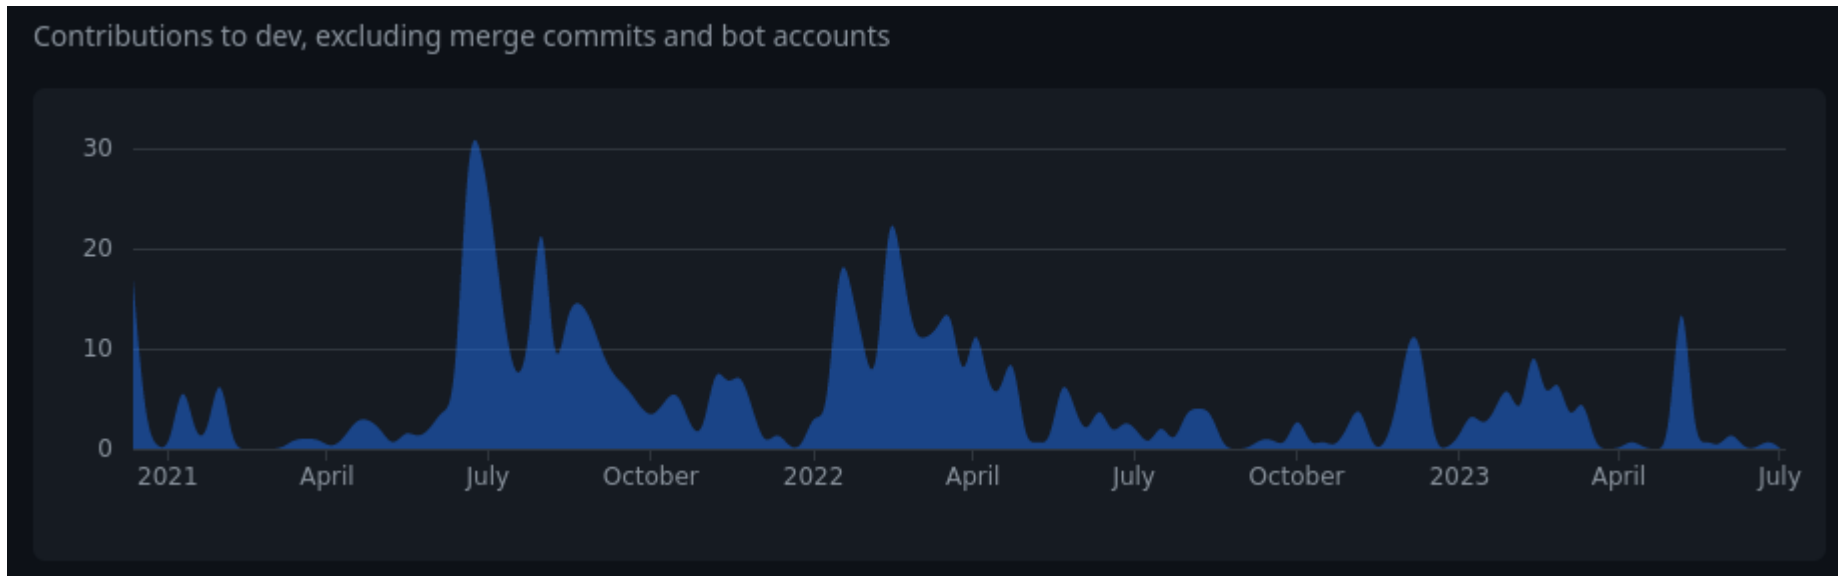 Contributions to dev, excluding merge commits and bot accounts
30
20
10
0
2021 April July October 2022 April July October 2023 April July